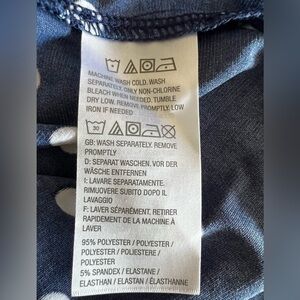 MACHINE WASH COLD. WASH
SEPARATELY. ONLY NON-CHLORINE
BLEACH WHEN NEEDED. TUMBLE
DRY LOW. REMOVE PROMPTLY. LOW
IRON IF NEEDED
30
GB: WASH SEPARATELY. REMOVE
PROMPTLY
D: SEPARAT WASCHEN. VOR DER
WÄSCHE ENTFERNEN
I: LAVARE SEPARATAMENTE.
RIMUOVERE SUBITO DOPO IL
LAVAGGIO
F: LAVER SÉPARÉMENT. RETIRER
RAPIDEMENT DE LA MACHINE À
LAVER
95% POLYESTER / POLYESTER /
POLYESTER / POLIESTERE /
POLYESTER
5% SPANDEX / ELASTANE /
ELASTHAN / ELASTAN / ÉLASTHANNE